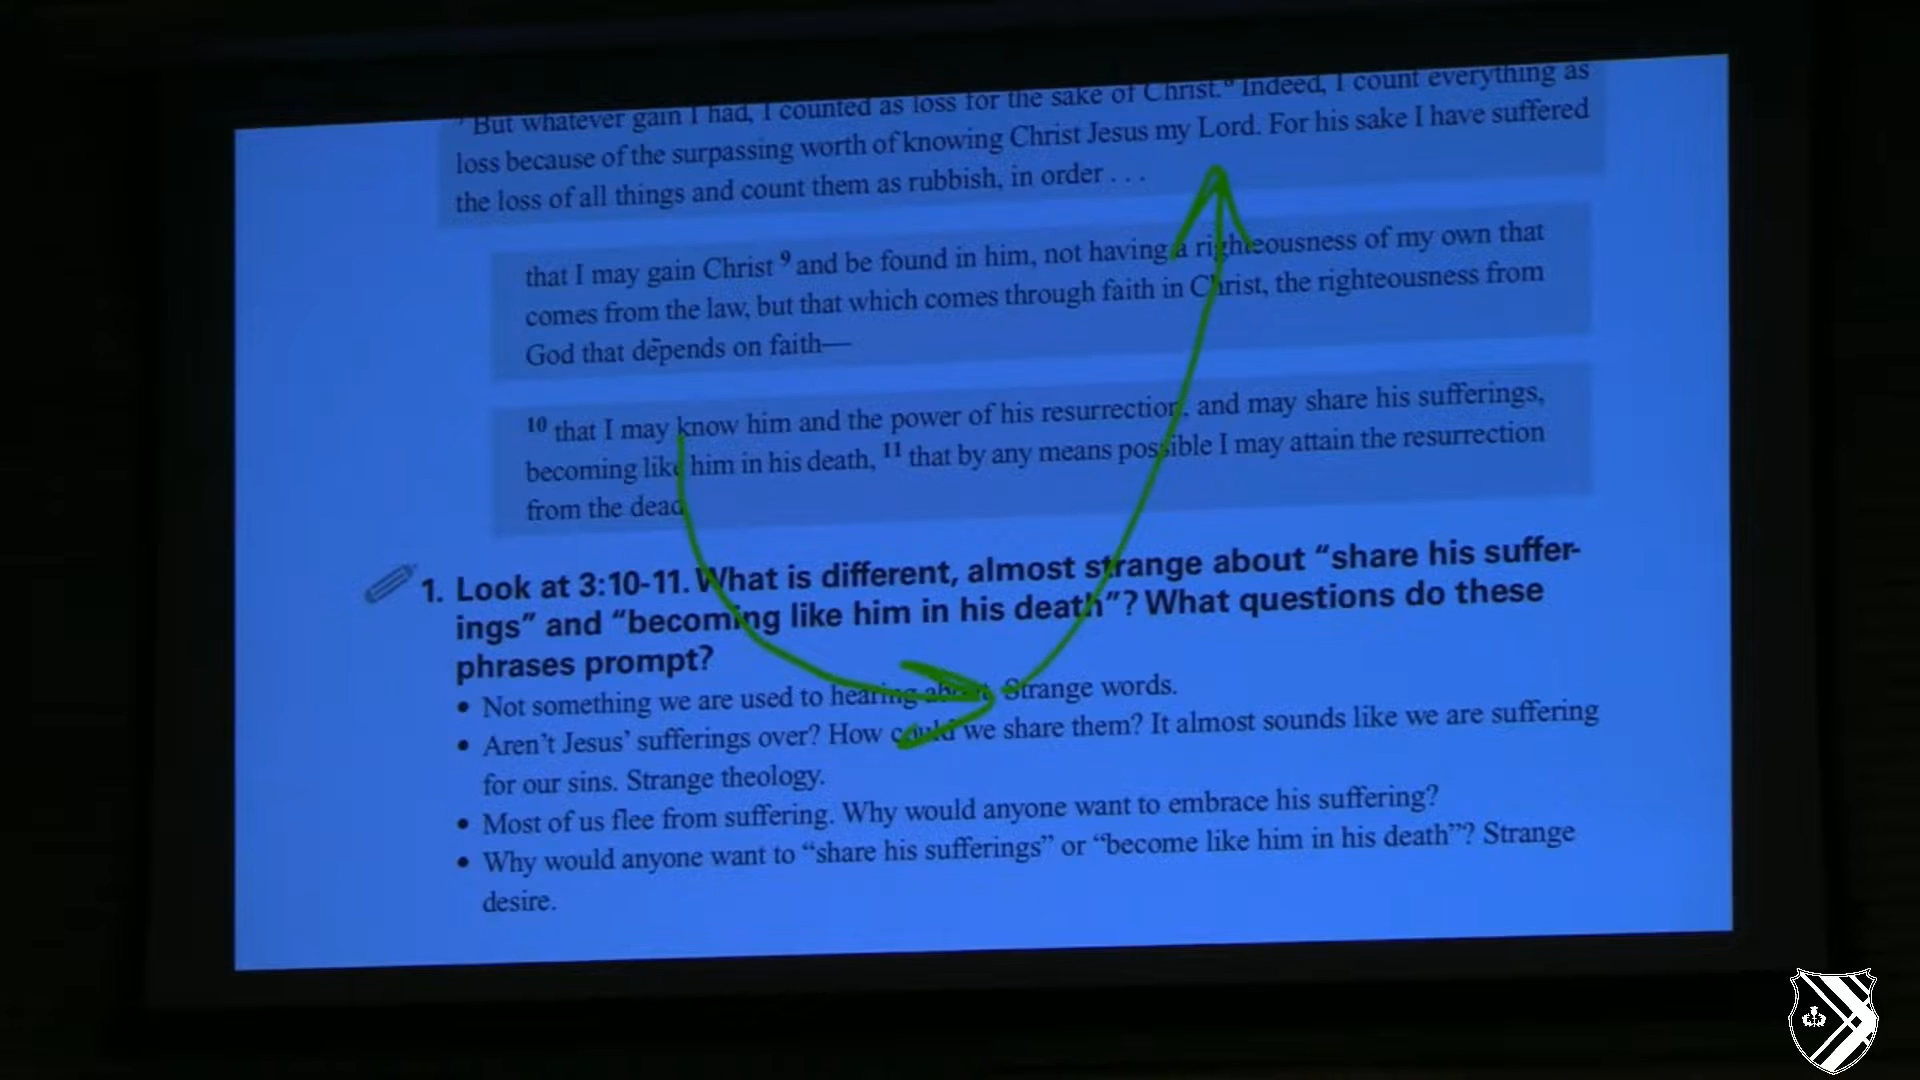 7 But whatever gain I had, I counted as loss for the sake of Christ. 8 Indeed, I count everything as
loss because of the surpassing worth of knowing Christ Jesus my Lord. For his sake I have suffered
the loss of all things and count them as rubbish, in order . . .
that I may gain Christ 9 and be found in him, not having a righteousness of my own that
comes from the law, but that which comes through faith in Christ, the righteousness from
God that depends on faith—
10 that I may know him and the power of his resurrection, and may share his sufferings,
becoming like him in his death, 11 that by any means possible I may attain the resurrection
from the dead
1. Look at 3:10-11. What is different, almost strange about “share his suffer-
ings” and “becoming like him in his death”? What questions do these
phrases prompt?
• Not something we are used to hearing about. Strange words.
• Aren’t Jesus’ sufferings over? How could we share them? It almost sounds like we are suffering
for our sins. Strange theology.
• Most of us flee from suffering. Why would anyone want to embrace his suffering?
• Why would anyone want to “share his sufferings” or “become like him in his death”? Strange
desire.